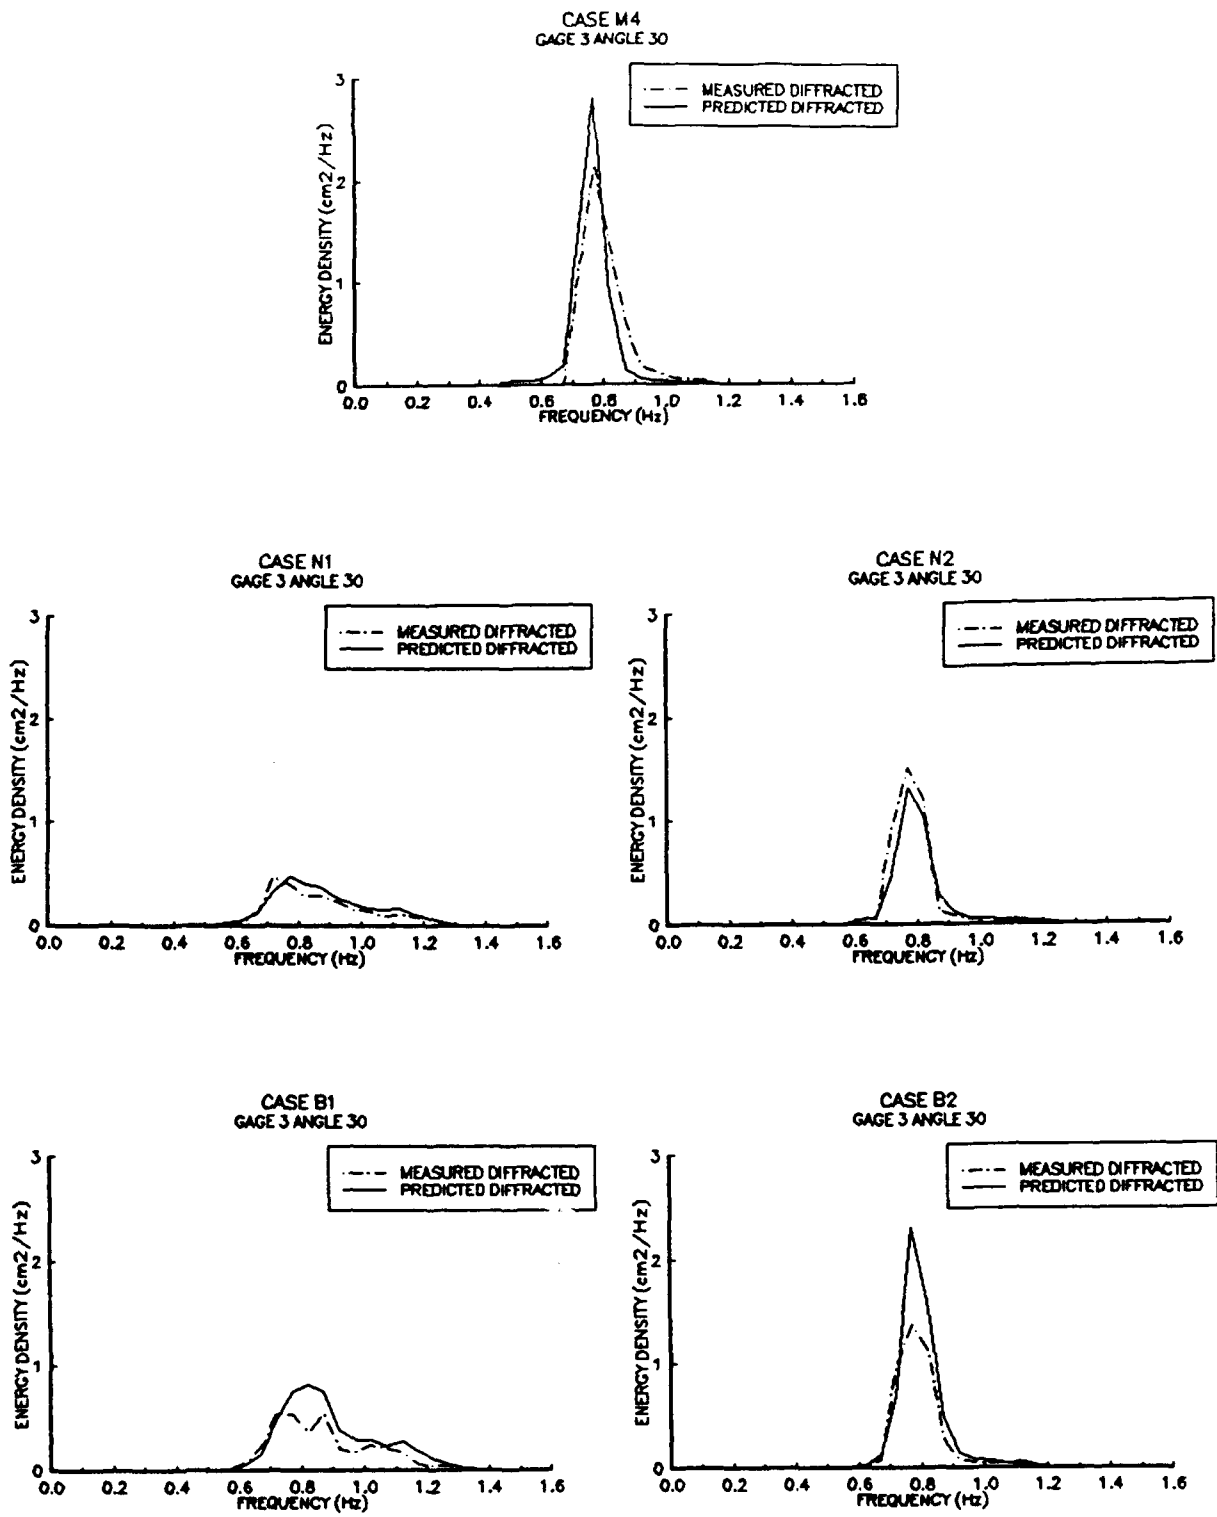 CASE M4
GAGE 3 ANGLE 30
MEASURED DIFFRACTED
PREDICTED DIFFRACTED
ENERGY DENSITY (cm2/Hz)
3
2
1
0
0.0 0.2 0.4 0.6 0.8 1.0 1.2 1.4 1.6
FREQUENCY (Hz)
CASE N1
GAGE 3 ANGLE 30
MEASURED DIFFRACTED
PREDICTED DIFFRACTED
ENERGY DENSITY (cm2/Hz)
3
2
1
0
0.0 0.2 0.4 0.6 0.8 1.0 1.2 1.4 1.6
FREQUENCY (Hz)
CASE N2
GAGE 3 ANGLE 30
MEASURED DIFFRACTED
PREDICTED DIFFRACTED
ENERGY DENSITY (cm2/Hz)
3
2
1
0
0.0 0.2 0.4 0.6 0.8 1.0 1.2 1.4 1.6
FREQUENCY (Hz)
CASE B1
GAGE 3 ANGLE 30
MEASURED DIFFRACTED
PREDICTED DIFFRACTED
ENERGY DENSITY (cm2/Hz)
3
2
1
0
0.0 0.2 0.4 0.6 0.8 1.0 1.2 1.4 1.6
FREQUENCY (Hz)
CASE B2
GAGE 3 ANGLE 30
MEASURED DIFFRACTED
PREDICTED DIFFRACTED
ENERGY DENSITY (cm2/Hz)
3
2
1
0
0.0 0.2 0.4 0.6 0.8 1.0 1.2 1.4 1.6
FREQUENCY (Hz)